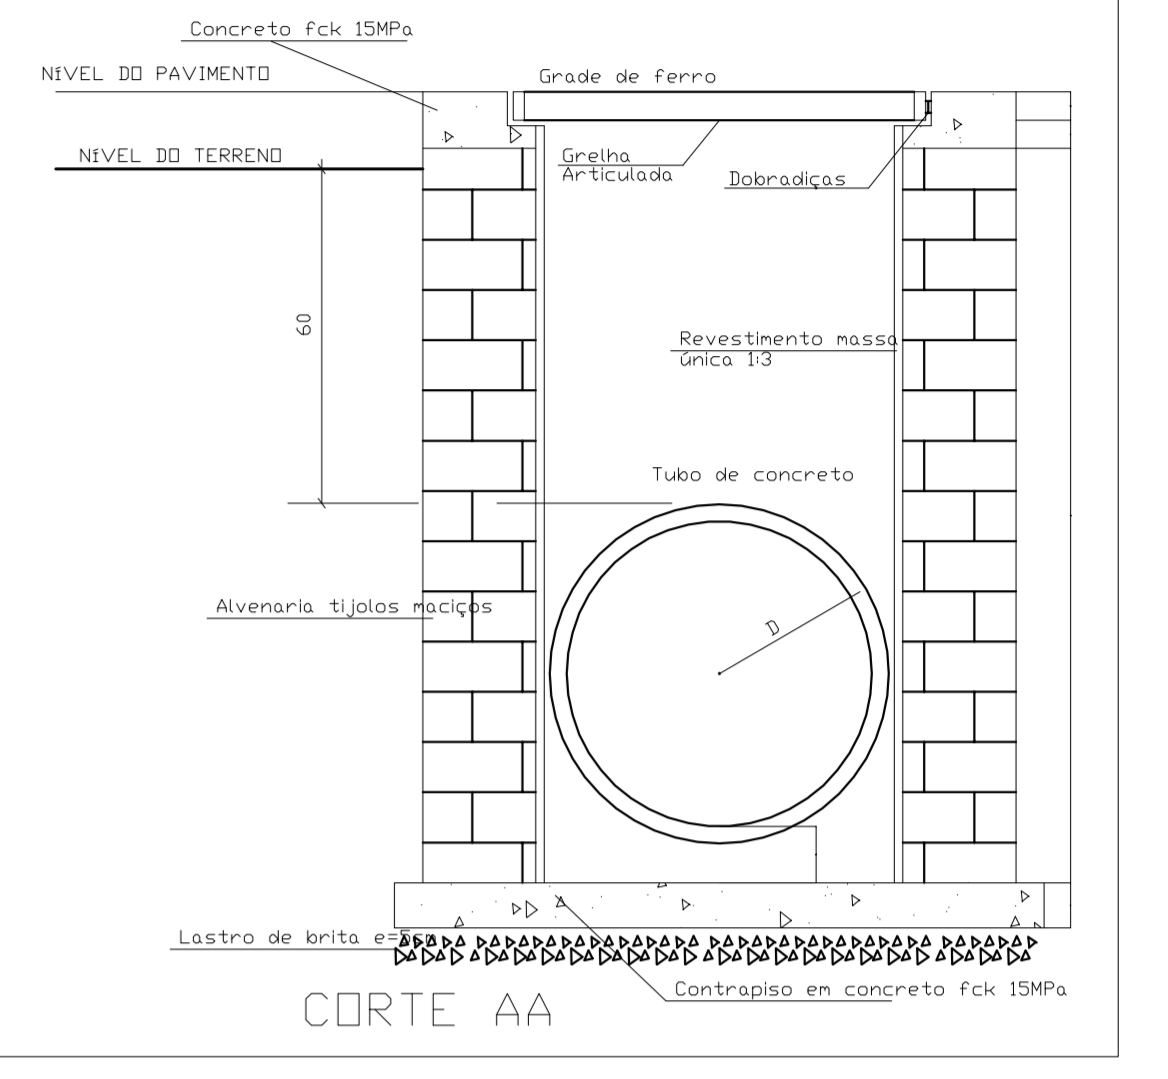 Concreto fck 15MPa
NíVEL DO PAVIMENTO
Grade de ferro
NíVEL DO TERRENO
Grelha
Articulada
Dobradiças
60
Revestimento massa
única 1:3
Tubo de concreto
Alvenaria tijolos maciços
D
Lastro de brita e=5cm
Contrapiso em concreto fck 15MPa
CORTE AA